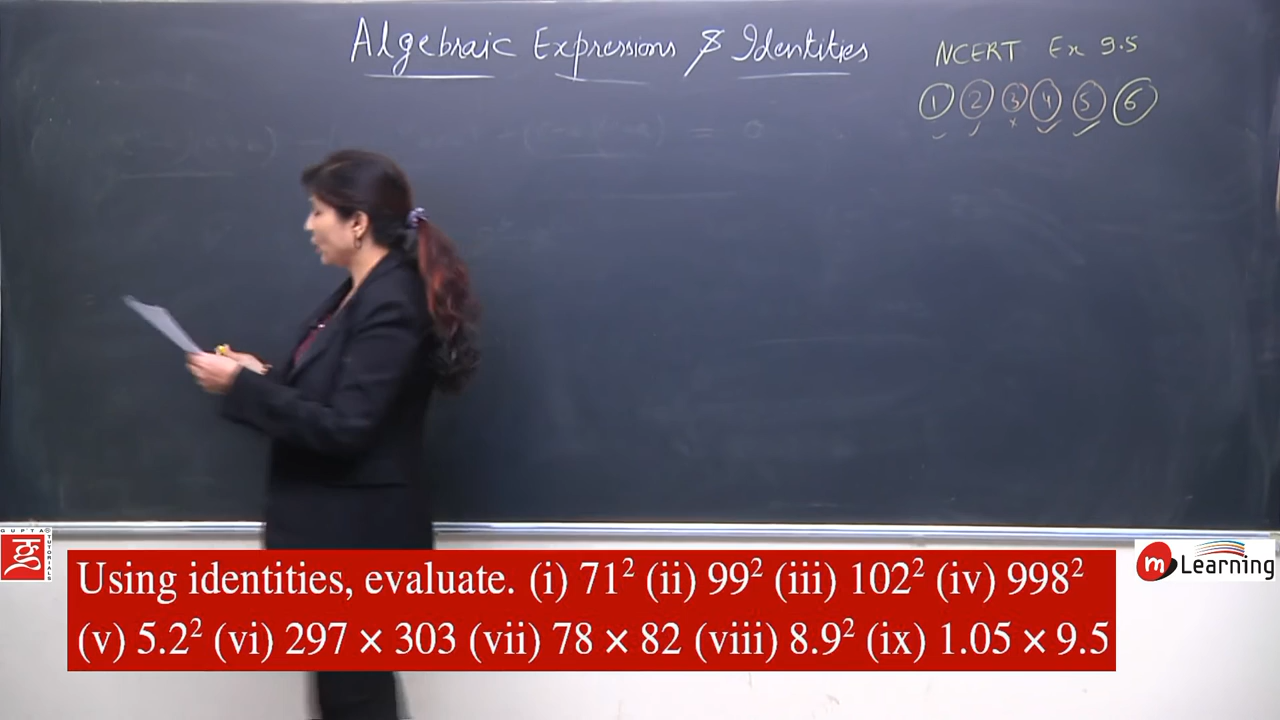 Algebraic Expressions & Identities
NCERT Ex 9.5
1 2 3 4 5 6
GUPTA TUTORIALS
m Learning
Using identities, evaluate. (i) 71² (ii) 99² (iii) 102² (iv) 998²
(v) 5.2² (vi) 297 × 303 (vii) 78 × 82 (viii) 8.9² (ix) 1.05 × 9.5